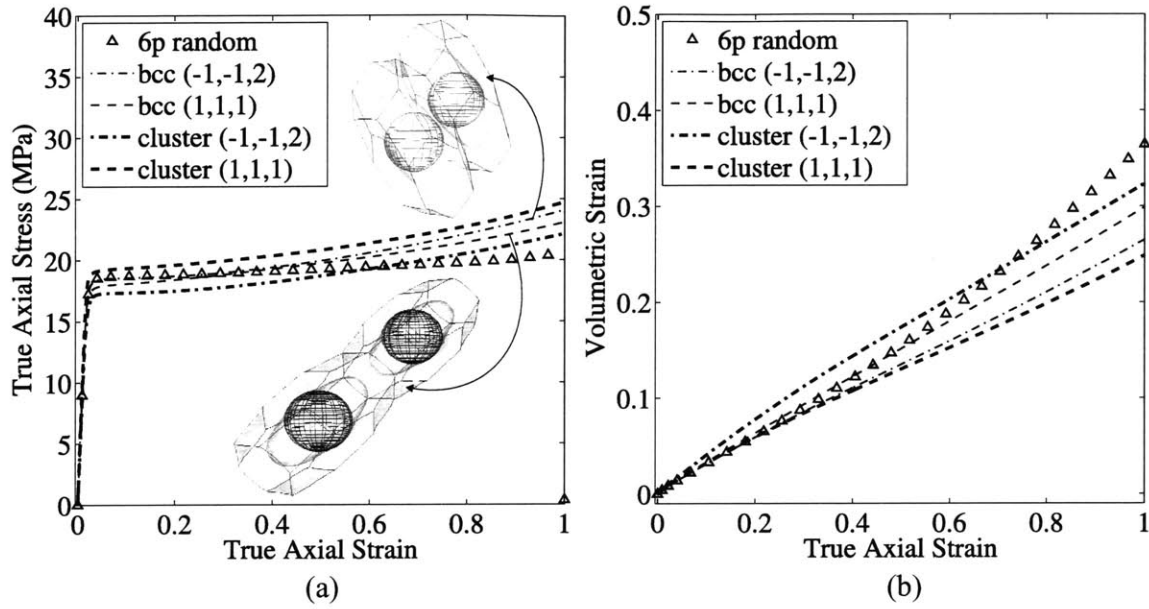 40
35
30
25
20
15
10
5
0
True Axial Stress (MPa)
6p random
bcc (-1,-1,2)
bcc (1,1,1)
cluster (-1,-1,2)
cluster (1,1,1)
0 0.2 0.4 0.6 0.8 1
True Axial Strain
(a)
0.5
0.4
0.3
0.2
0.1
0
Volumetric Strain
6p random
bcc (-1,-1,2)
bcc (1,1,1)
cluster (-1,-1,2)
cluster (1,1,1)
0 0.2 0.4 0.6 0.8 1
True Axial Strain
(b)